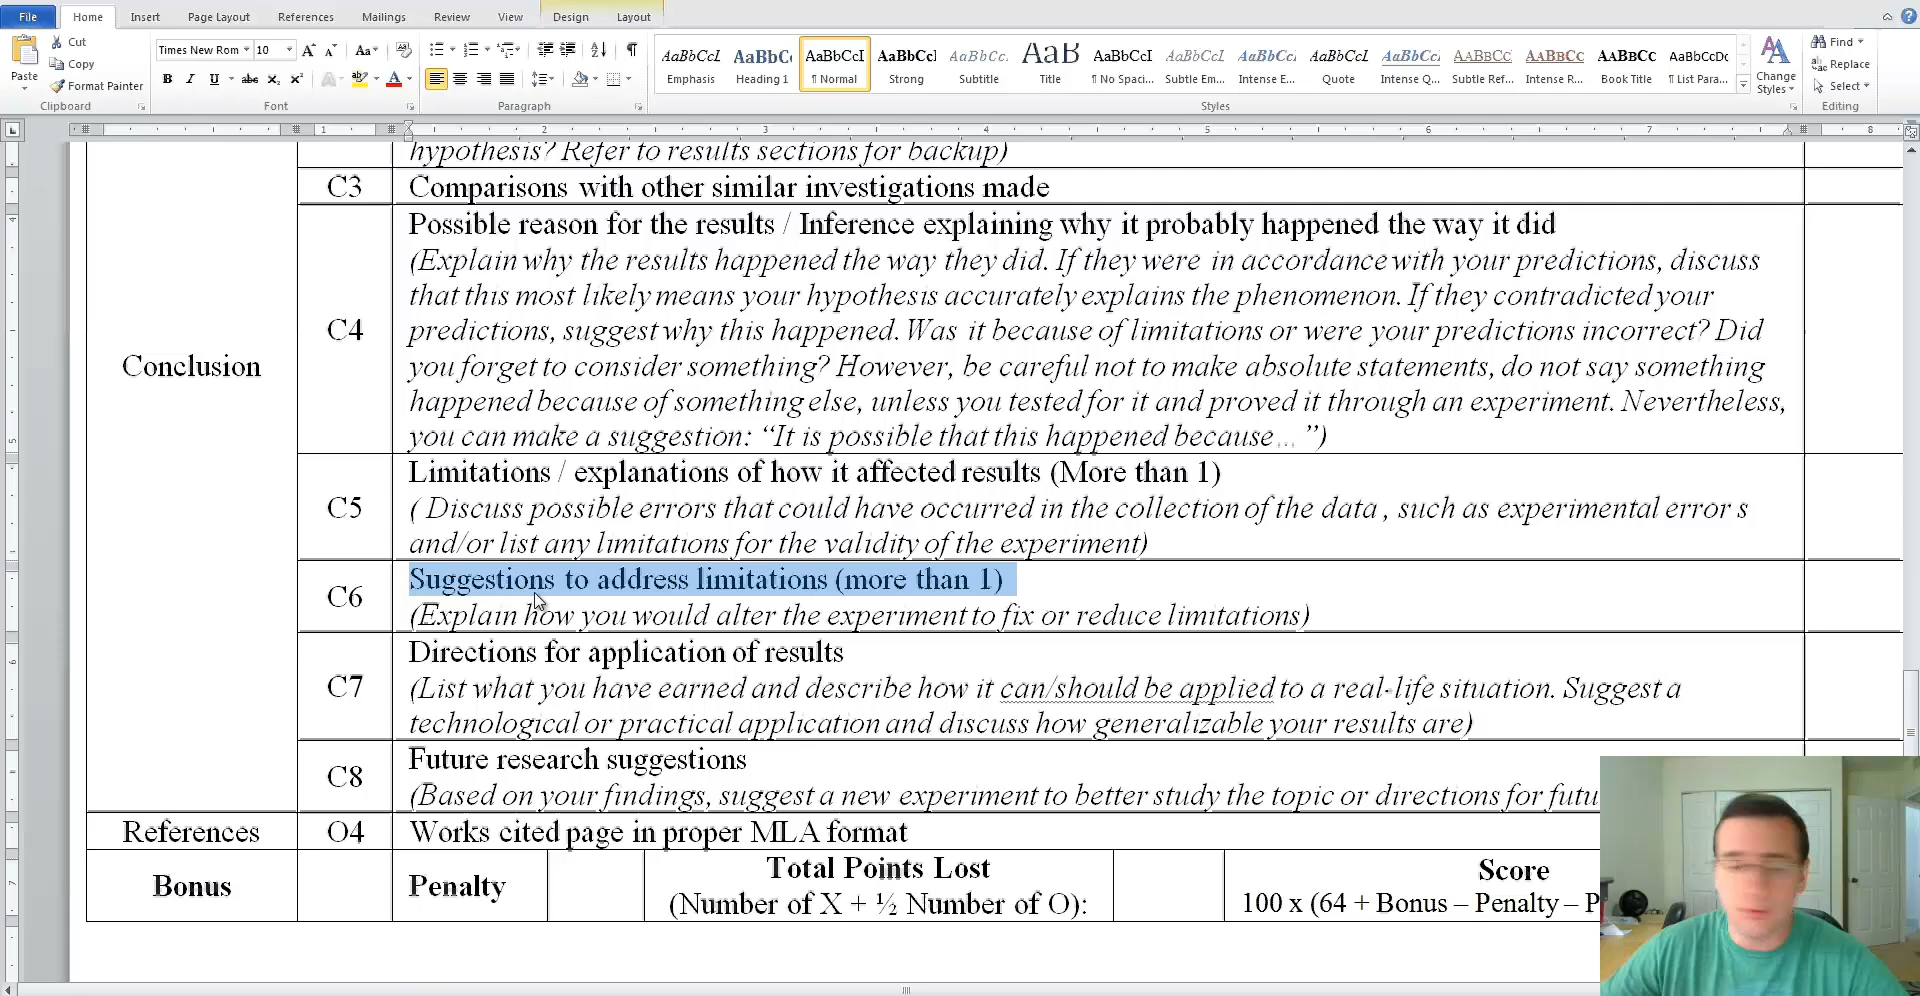 File Home Insert Page Layout References Mailings Review View Design Layout
Paste Cut Copy Format Painter
Times New Rom 10
AaBbCcL AaBbC AaBbCcI AaBbCcI AaBbCc. AaB AaBbCcI AaBbCcL AaBbCcL AaBbCcI AaBbCcL AABBCC AABBCC AABBCC AaBbCcDc
Emphasis Heading 1 ¶ Normal Strong Subtitle Title ¶ No Spaci... Subtle Em... Intense E... Quote Intense Q... Subtle Ref... Intense R... Book Title ¶ List Para...
Change Styles
Find Replace Select
Clipboard Font Paragraph Styles Editing
1 2 3 4 5 6 7 8
hypothesis? Refer to results sections for backup)
C3 Comparisons with other similar investigations made
Possible reason for the results / Inference explaining why it probably happened the way it did
(Explain why the results happened the way they did. If they were in accordance with your predictions, discuss
that this most likely means your hypothesis accurately explains the phenomenon. If they contradicted your
C4 predictions, suggest why this happened. Was it because of limitations or were your predictions incorrect? Did
Conclusion you forget to consider something? However, be careful not to make absolute statements, do not say something
happened because of something else, unless you tested for it and proved it through an experiment. Nevertheless,
you can make a suggestion: “It is possible that this happened because... ”)
Limitations / explanations of how it affected results (More than 1)
C5 ( Discuss possible errors that could have occurred in the collection of the data , such as experimental error s
and/or list any limitations for the validity of the experiment)
C6 Suggestions to address limitations (more than 1)
(Explain how you would alter the experiment to fix or reduce limitations)
Directions for application of results
C7 (List what you have earned and describe how it can/should be applied to a real-life situation. Suggest a
technological or practical application and discuss how generalizable your results are)
Future research suggestions
C8 (Based on your findings, suggest a new experiment to better study the topic or directions for futu
References O4 Works cited page in proper MLA format
Bonus Penalty Total Points Lost Score
(Number of X + ½ Number of O): 100 x (64 + Bonus – Penalty – P